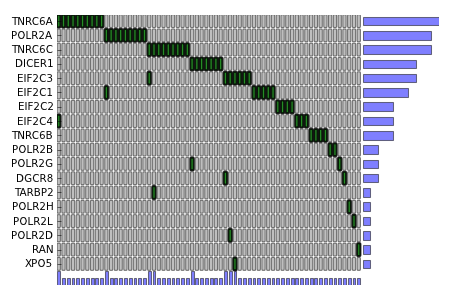 TNRC6A
POLR2A
TNRC6C
DICER1
EIF2C3
EIF2C1
EIF2C2
EIF2C4
TNRC6B
POLR2B
POLR2G
DGCR8
TARBP2
POLR2H
POLR2L
POLR2D
RAN
XPO5